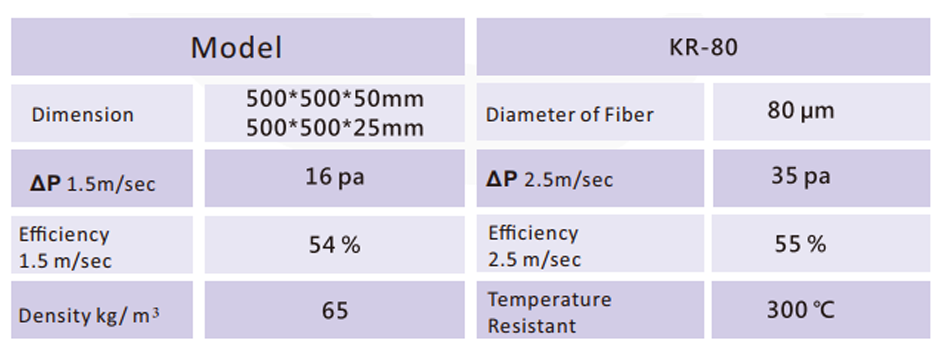 Model
KR-80
Dimension
500*500*50mm
500*500*25mm
Diameter of Fiber
80 μm
ΔP 1.5m/sec
16 pa
ΔP 2.5m/sec
35 pa
Efficiency
1.5 m/sec
54 %
Efficiency
2.5 m/sec
55 %
Density kg/ m³
65
Temperature
Resistant
300 ℃